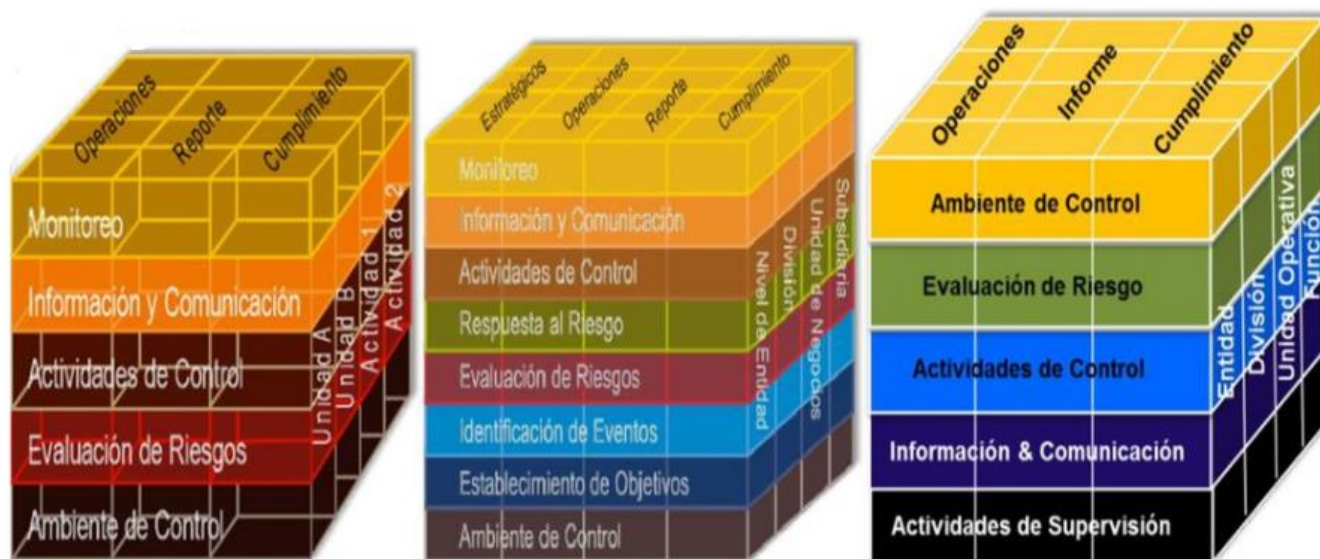 Operaciones
Reporte
Cumplimiento
Monitoreo
Información y Comunicación
Actividades de Control
Evaluación de Riesgos
Ambiente de Control
Unidad A
Unidad B
Actividad 1
Actividad 2
Estratégicos
Operaciones
Reporte
Cumplimiento
Monitoreo
Información y Comunicación
Actividades de Control
Respuesta al Riesgo
Evaluación de Riesgos
Identificación de Eventos
Establecimiento de Objetivos
Ambiente de Control
Nivel de Entidad
División
Unidad de Negocios
Subsidiaria
Operaciones
Informe
Cumplimiento
Ambiente de Control
Evaluación de Riesgo
Actividades de Control
Información & Comunicación
Actividades de Supervisión
Entidad
División
Unidad Operativa
Función